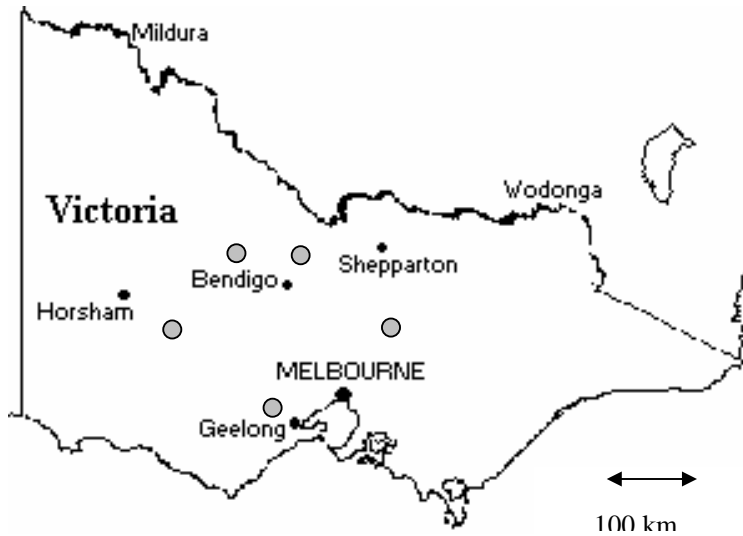 Mildura
Wodonga
Victoria
Shepparton
Bendigo
Horsham
MELBOURNE
Geelong
100 km